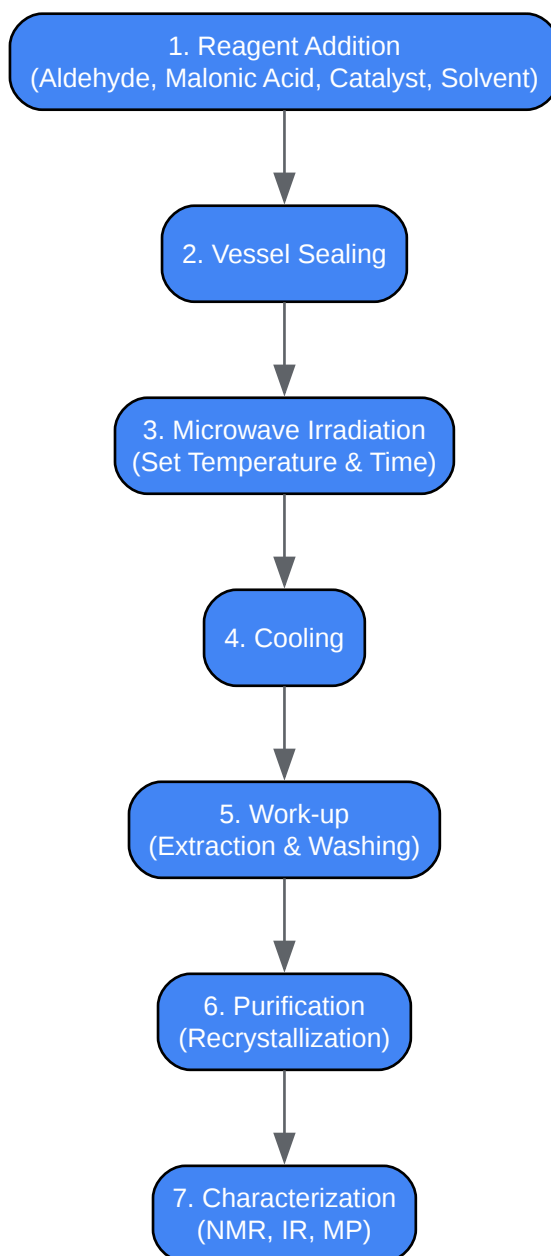 1. Reagent Addition
(Aldehyde, Malonic Acid, Catalyst, Solvent)
2. Vessel Sealing
3. Microwave Irradiation
(Set Temperature & Time)
4. Cooling
5. Work-up
(Extraction & Washing)
6. Purification
(Recrystallization)
7. Characterization
(NMR, IR, MP)